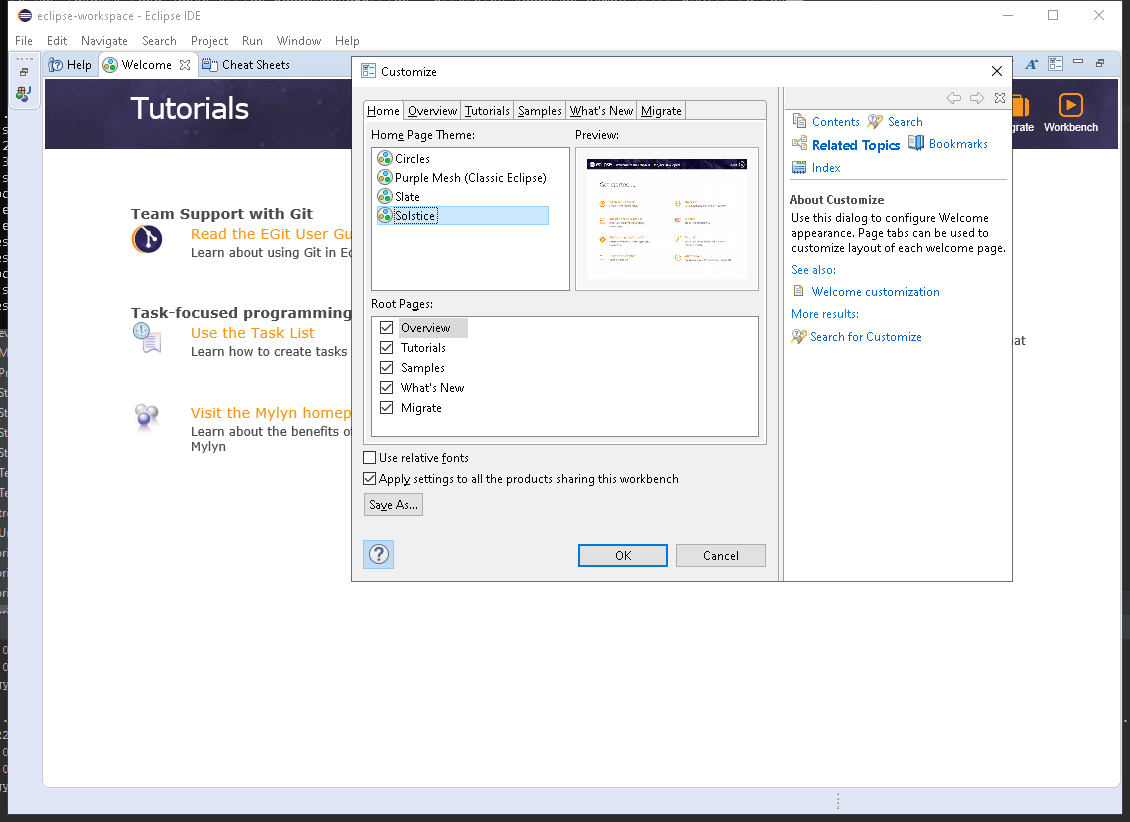 eclipse-workspace - Eclipse IDE
File Edit Navigate Search Project Run Window Help
Help Welcome Cheat Sheets
Tutorials
Workbench
Team Support with Git
Read the EGit User Gu
Learn about using Git in Ec
Task-focused programming
Use the Task List
Learn how to create tasks
Visit the Mylyn homep
Learn about the benefits of
Mylyn
Customize
Home Overview Tutorials Samples What's New Migrate
Home Page Theme:
Circles
Purple Mesh (Classic Eclipse)
Slate
Solstice
Preview:
Get started...
Root Pages:
Overview
Tutorials
Samples
What's New
Migrate
Use relative fonts
Apply settings to all the products sharing this workbench
Save As...
OK Cancel
Contents Search
Related Topics Bookmarks
Index
About Customize
Use this dialog to configure Welcome
appearance. Page tabs can be used to
customize layout of each welcome page.
See also:
Welcome customization
More results:
Search for Customize